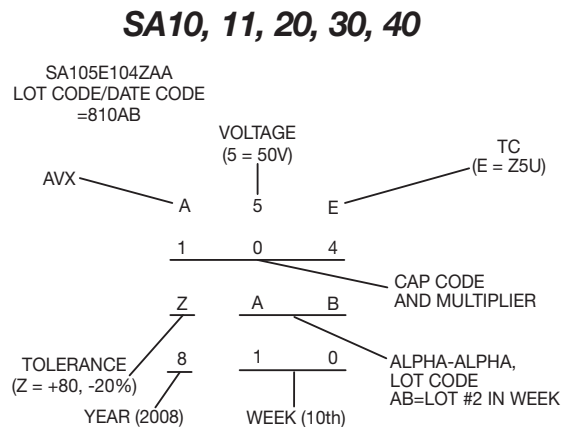 SA10, 11, 20, 30, 40
SA105E104ZAA
LOT CODE/DATE CODE
=810AB
VOLTAGE
(5 = 50V)
TC
(E = Z5U)
AVX
A 5 E
1 0 4
CAP CODE
AND MULTIPLIER
Z A B
TOLERANCE
(Z = +80, -20%)
8 1 0
ALPHA-ALPHA,
LOT CODE
AB=LOT #2 IN WEEK
YEAR (2008)
WEEK (10th)